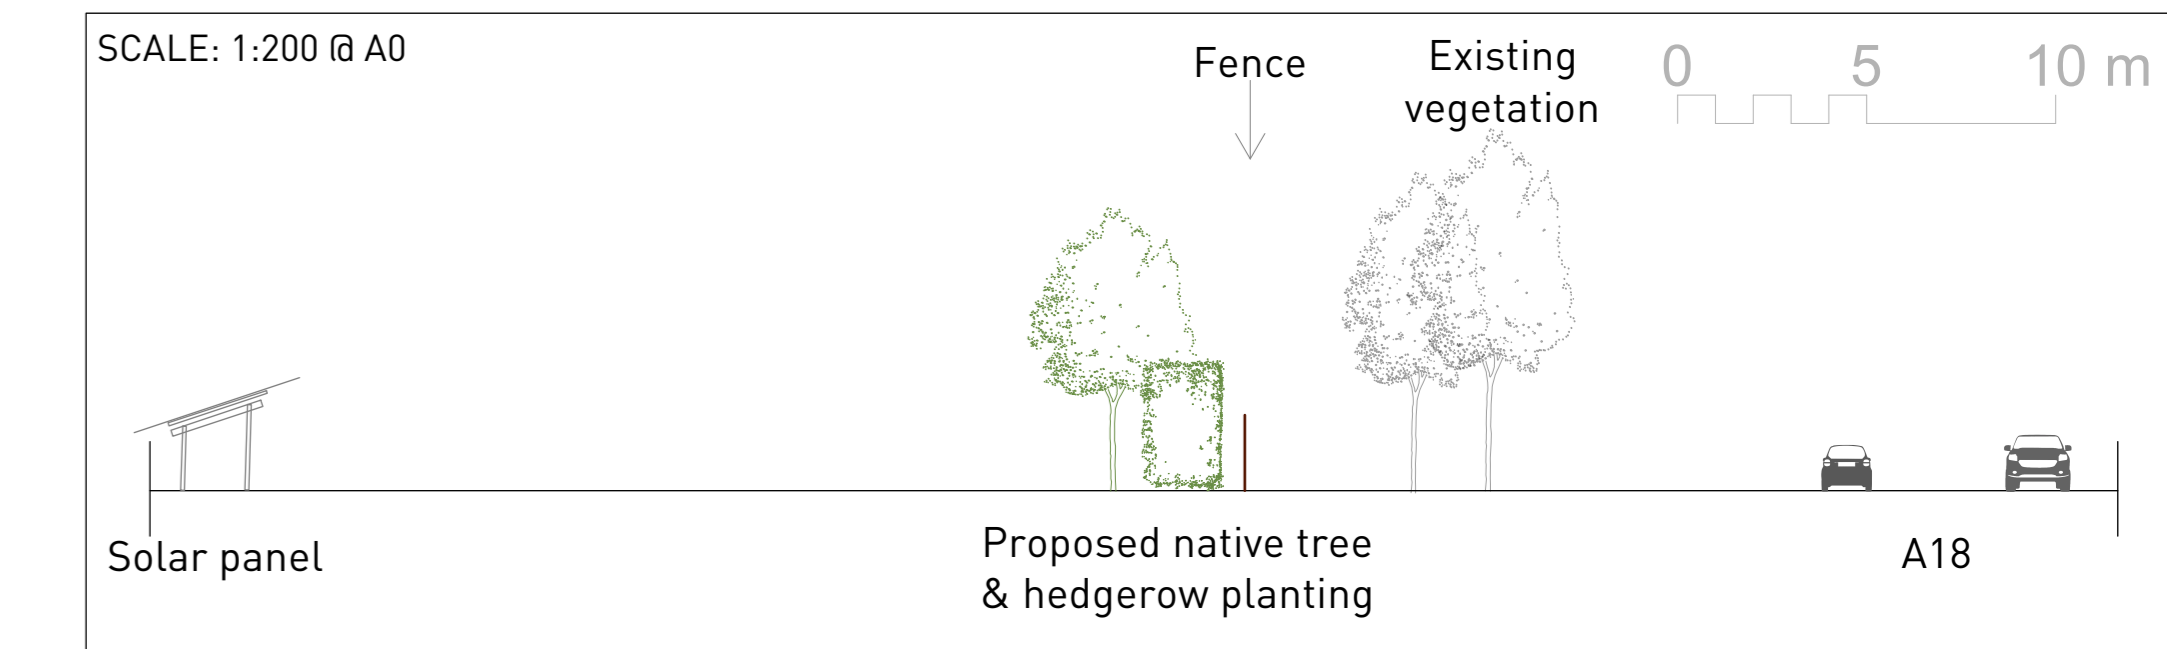 SCALE: 1:200 @ A0
Fence
Existing
vegetation
0 5 10 m
Solar panel
Proposed native tree
& hedgerow planting
A18